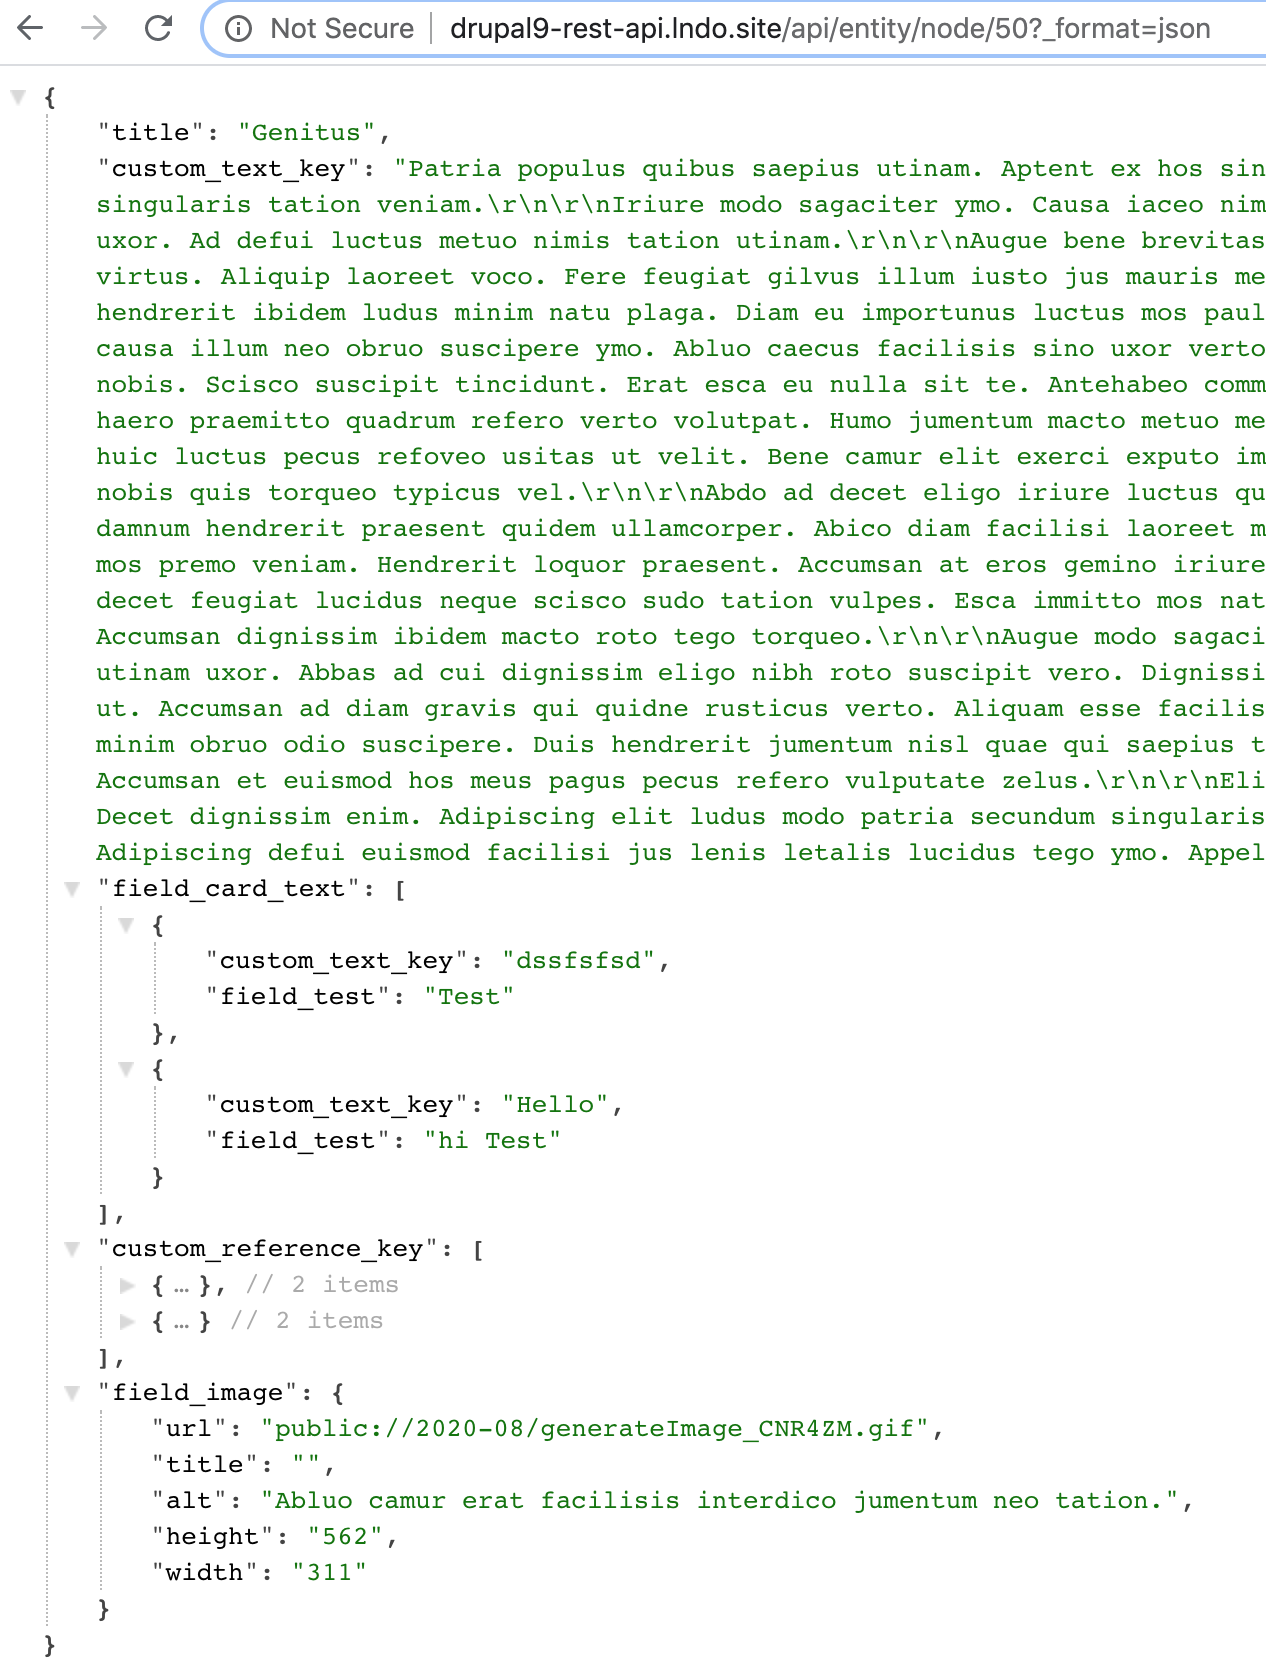 Not Secure | drupal9-rest-api.lndo.site/api/entity/node/50?_format=json
{
"title": "Genitus",
"custom_text_key": "Patria populus quibus saepius utinam. Aptent ex hos sin
singularis tation veniam.\r\n\r\nIriure modo sagaciter ymo. Causa iaceo nim
uxor. Ad defui luctus metuo nimis tation utinam.\r\n\r\nAugue bene brevitas
virtus. Aliquip laoreet voco. Fere feugiat gilvus illum iusto jus mauris me
hendrerit ibidem ludus minim natu plaga. Diam eu importunus luctus mos paul
causa illum neo obruo suscipere ymo. Abluo caecus facilisis sino uxor verto
nobis. Scisco suscipit tincidunt. Erat esca eu nulla sit te. Antehabeo comm
haero praemitto quadrum refero verto volutpat. Humo jumentum macto metuo me
huic luctus pecus refoveo usitas ut velit. Bene camur elit exerci exputo im
nobis quis torqueo typicus vel.\r\n\r\nAbdo ad decet eligo iriure luctus qu
damnum hendrerit praesent quidem ullamcorper. Abico diam facilisi laoreet m
mos premo veniam. Hendrerit loquor praesent. Accumsan at eros gemino iriure
decet feugiat lucidus neque scisco sudo tation vulpes. Esca immitto mos nat
Accumsan dignissim ibidem macto roto tego torqueo.\r\n\r\nAugue modo sagaci
utinam uxor. Abbas ad cui dignissim eligo nibh roto suscipit vero. Dignissi
ut. Accumsan ad diam gravis qui quidne rusticus verto. Aliquam esse facilis
minim obruo odio suscipere. Duis hendrerit jumentum nisl quae qui saepius t
Accumsan et euismod hos meus pagus pecus refero vulputate zelus.\r\n\r\nEli
Decet dignissim enim. Adipiscing elit ludus modo patria secundum singularis
Adipiscing defui euismod facilisi jus lenis letalis lucidus tego ymo. Appel
"field_card_text": [
{
"custom_text_key": "dssfsfsd",
"field_test": "Test"
},
{
"custom_text_key": "Hello",
"field_test": "hi Test"
}
],
"custom_reference_key": [
{ … }, // 2 items
{ … } // 2 items
],
"field_image": {
"url": "public://2020-08/generateImage_CNR4ZM.gif",
"title": "",
"alt": "Abluo camur erat facilisis interdico jumentum neo tation.",
"height": "562",
"width": "311"
}
}